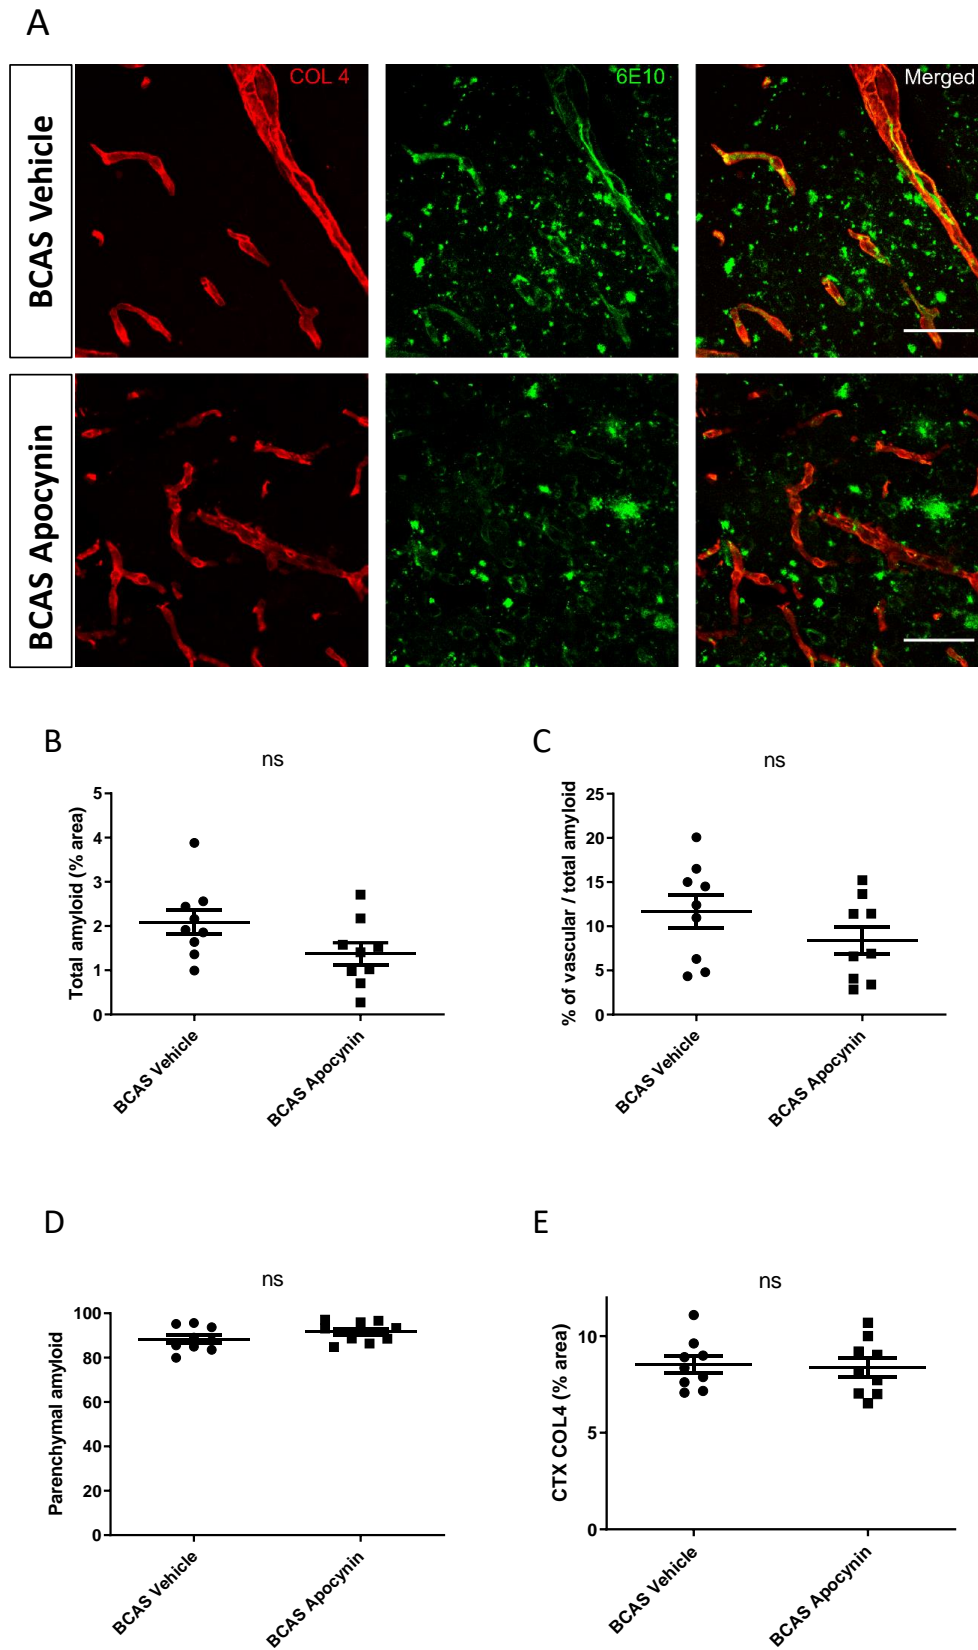 A
BCAS Vehicle
COL 4
6E10
Merged
BCAS Apocynin
B
ns
Total amyloid (% area)
5
4
3
2
1
0
BCAS Vehicle
BCAS Apocynin
C
ns
% of vascular / total amyloid
25
20
15
10
5
0
BCAS Vehicle
BCAS Apocynin
D
ns
Parenchymal amyloid
100
80
60
40
20
0
BCAS Vehicle
BCAS Apocynin
E
ns
CTX COL4 (% area)
10
5
0
BCAS Vehicle
BCAS Apocynin